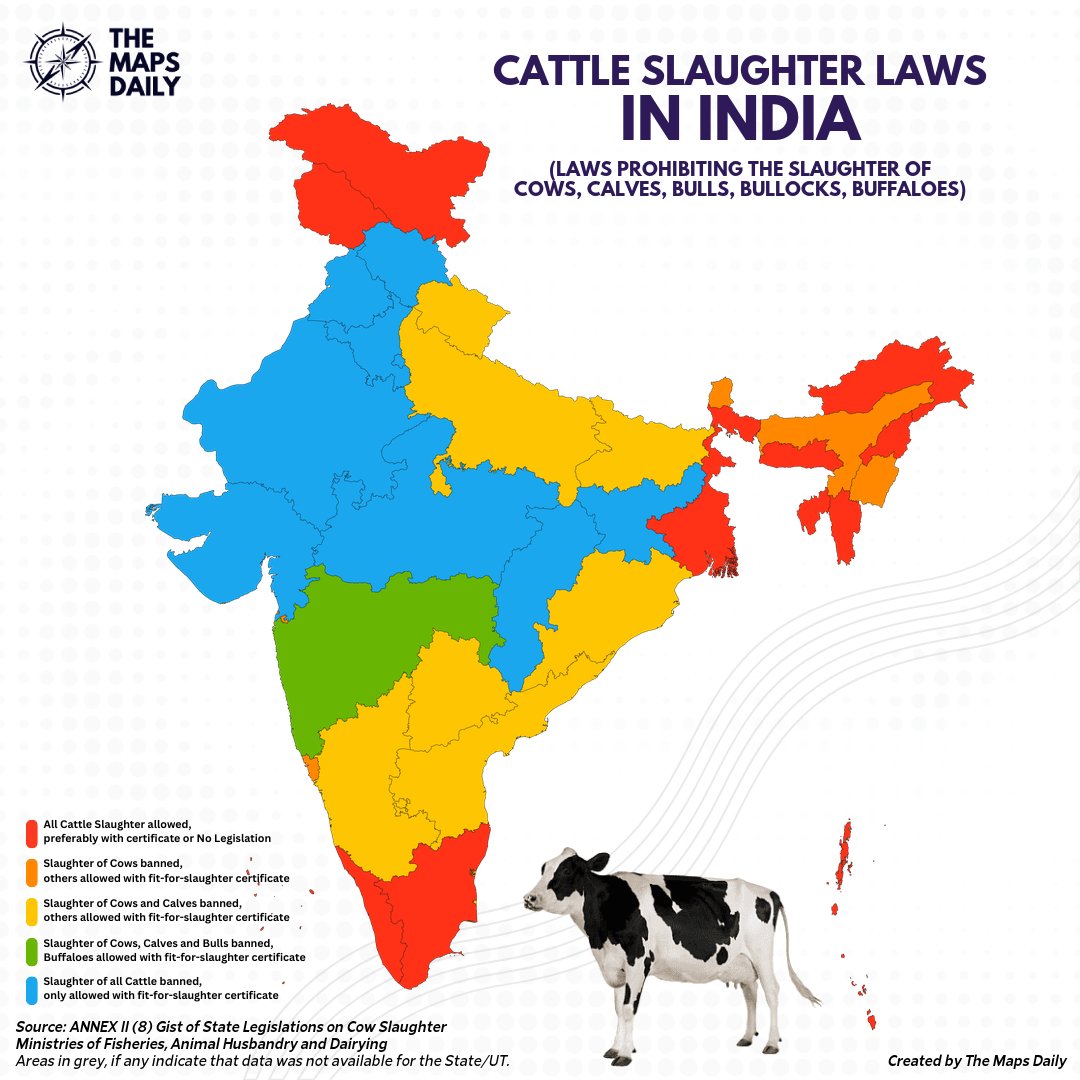 THE
MAPS
DAILY
CATTLE SLAUGHTER LAWS
IN INDIA
(LAWS PROHIBITING THE SLAUGHTER OF
COWS, CALVES, BULLS, BULLOCKS, BUFFALOES)
All Cattle Slaughter allowed,
preferably with certificate or No Legislation
Slaughter of Cows banned,
others allowed with fit-for-slaughter certificate
Slaughter of Cows and Calves banned,
others allowed with fit-for-slaughter certificate
Slaughter of Cows, Calves and Bulls banned,
Buffaloes allowed with fit-for-slaughter certificate
Slaughter of all Cattle banned,
only allowed with fit-for-slaughter certificate
Source: ANNEX II (8) Gist of State Legislations on Cow Slaughter
Ministries of Fisheries, Animal Husbandry and Dairying
Areas in grey, if any indicate that data was not available for the State/UT.
Created by The Maps Daily